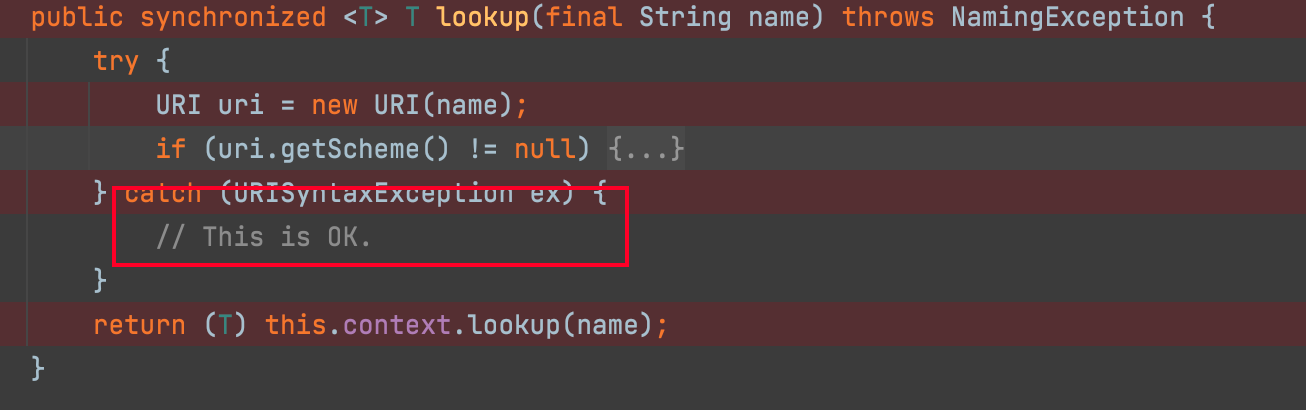 public synchronized <T> T lookup(final String name) throws NamingException {
try {
URI uri = new URI(name);
if (uri.getScheme() != null) {...}
} catch (URISyntaxException ex) {
// This is OK.
}
return (T) this.context.lookup(name);
}